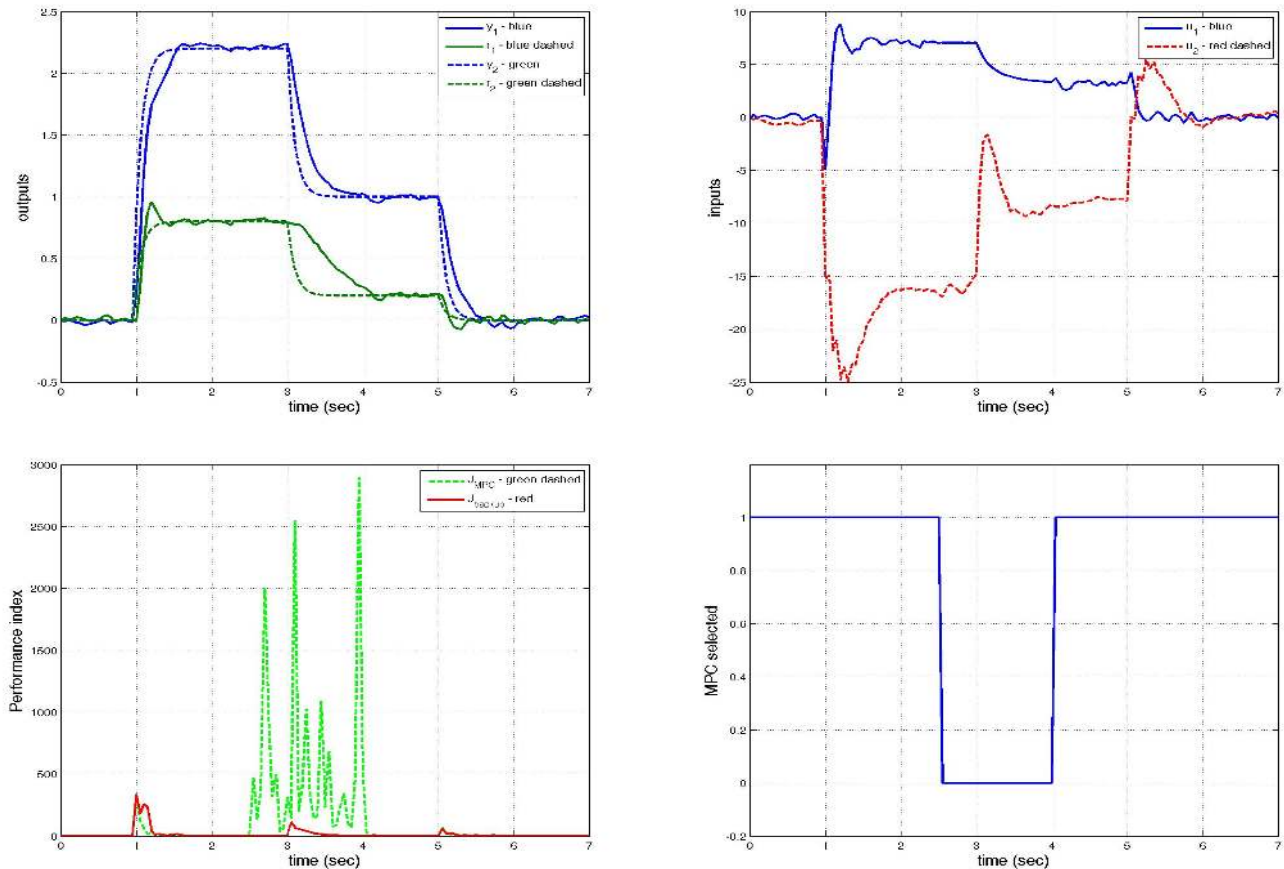 y1 - blue
r1 - blue dashed
y2 - green
r2 - green dashed
outputs
2.5
2
1.5
1
0.5
0
-0.5
0 1 2 3 4 5 6 7
time (sec)
u1 - blue
u2 - red dashed
inputs
10
5
0
-5
-10
-15
-20
-25
0 1 2 3 4 5 6 7
time (sec)
JMPC - green dashed
Jbackup - red
Performance index
3000
2500
2000
1500
1000
500
0
0 1 2 3 4 5 6 7
time (sec)
MPC selected
1
0.8
0.6
0.4
0.2
0
-0.2
0 1 2 3 4 5 6 7
time (sec)